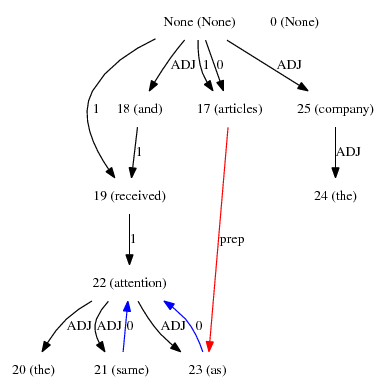 None (None) 0 (None)
ADJ 1 0 ADJ
1 18 (and) 17 (articles) 25 (company)
1 ADJ
19 (received) 24 (the)
1 prep
22 (attention)
ADJ ADJ 0 ADJ 0
20 (the) 21 (same) 23 (as)